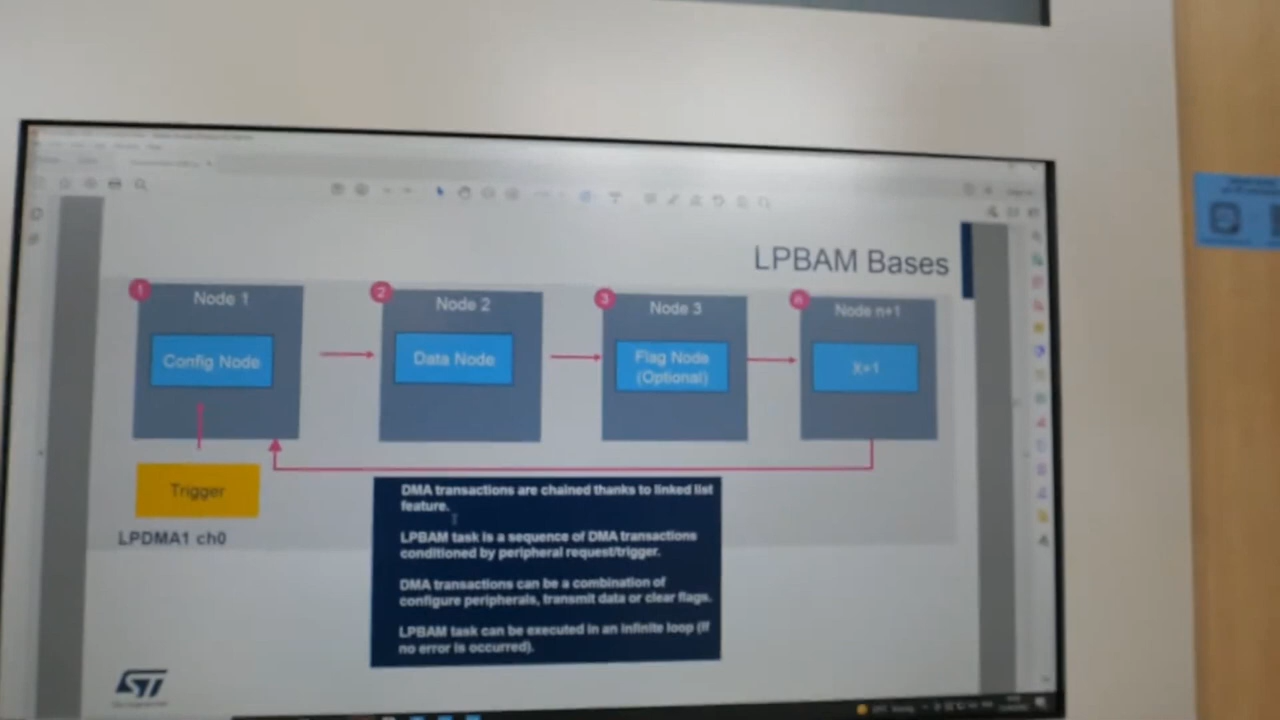 LPBAM Bases
1
Node 1
Config Node
2
Node 2
Data Node
3
Node 3
Flag Node
(Optional)
Node n+1
X+1
Trigger
LPDMA1 ch0
DMA transactions are chained thanks to linked list
feature.
LPBAM task is a sequence of DMA transactions
conditioned by peripheral request/trigger.
DMA transactions can be a combination of
configure peripherals, transmit data or clear flags.
LPBAM task can be executed in an infinite loop (if
no error is occurred).
ST